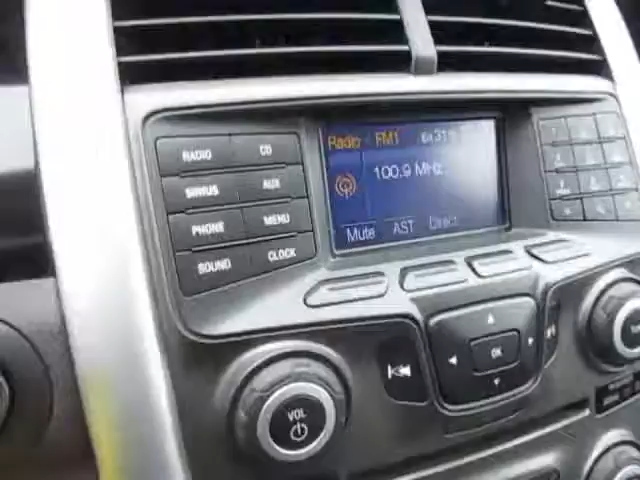 Radio FM1
100.9 MHz
Mute AST Direct
RADIO CD
SIRIUS AUX
PHONE MENU
SOUND CLOCK
OK
VOL